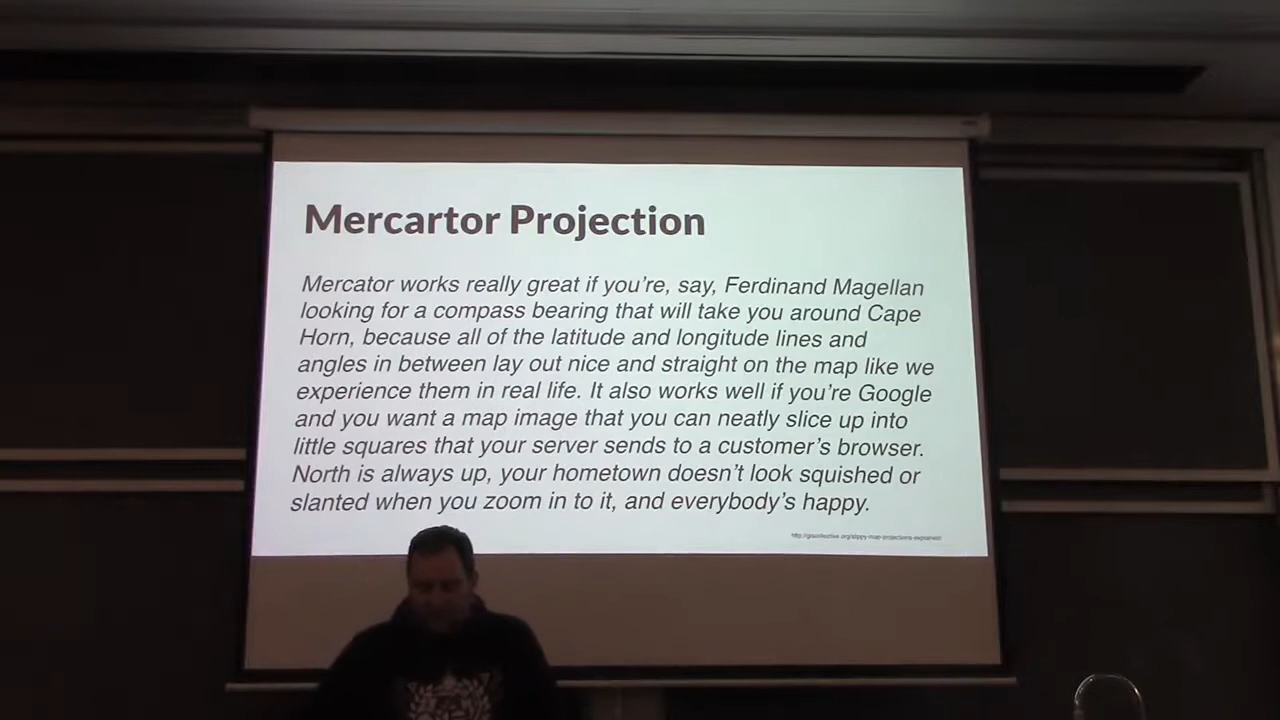 Mercartor Projection
Mercator works really great if you're, say, Ferdinand Magellan
looking for a compass bearing that will take you around Cape
Horn, because all of the latitude and longitude lines and
angles in between lay out nice and straight on the map like we
experience them in real life. It also works well if you're Google
and you want a map image that you can neatly slice up into
little squares that your server sends to a customer's browser.
North is always up, your hometown doesn't look squished or
slanted when you zoom in to it, and everybody's happy.